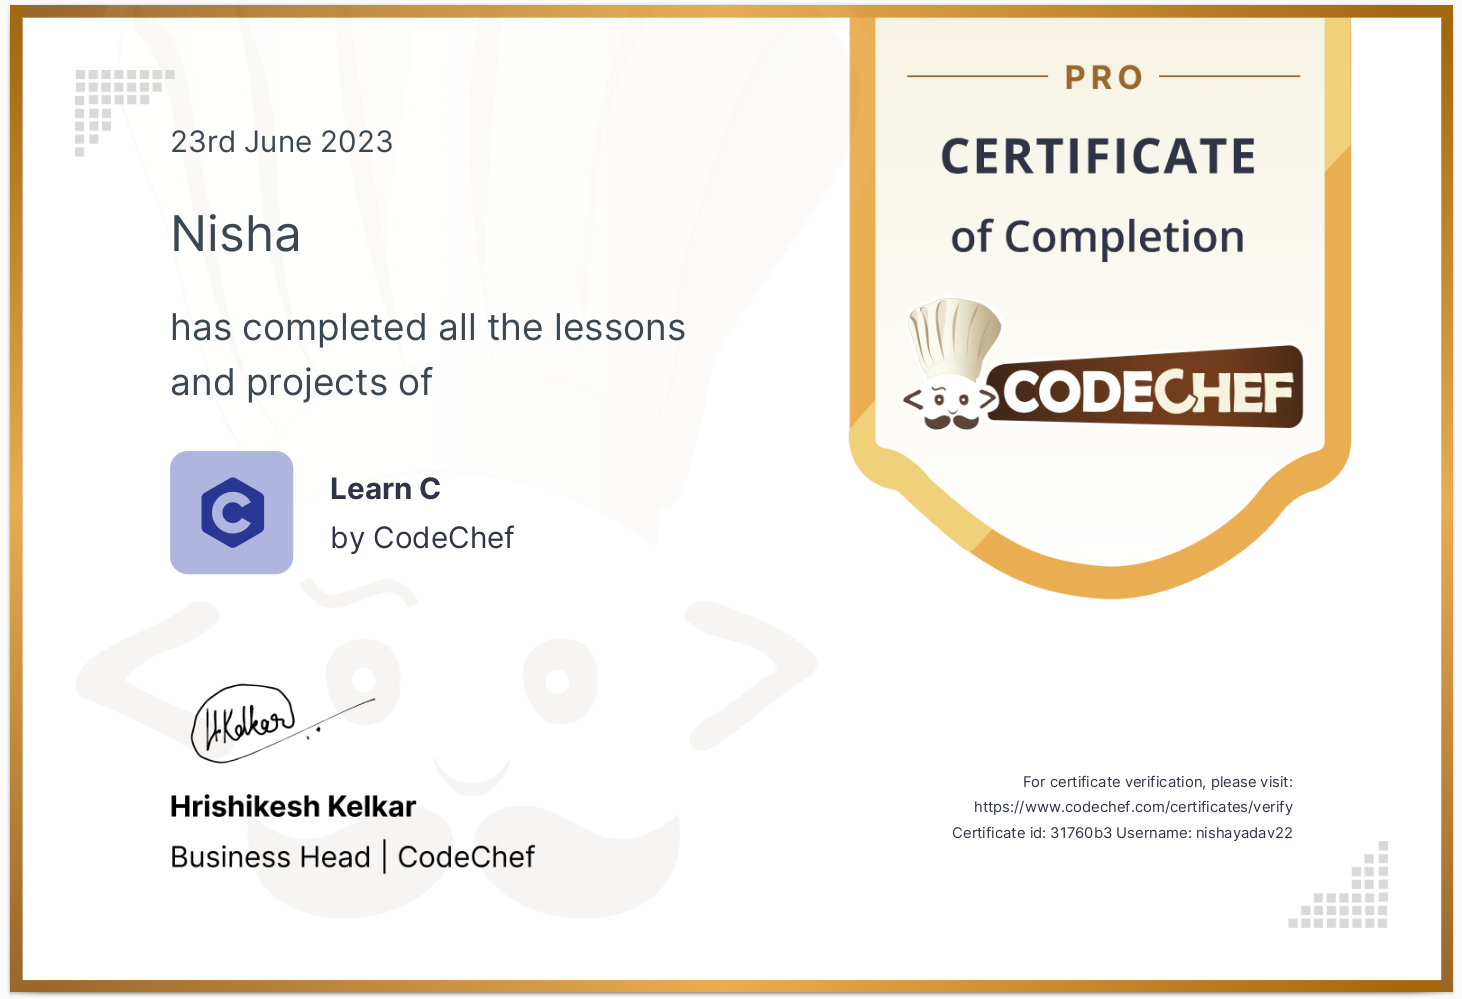 23rd June 2023
Nisha
has completed all the lessons
and projects of
Learn C
by CodeChef
HKelkar
Hrishikesh Kelkar
Business Head | CodeChef
PRO
CERTIFICATE
of Completion
CODECHEF
For certificate verification, please visit:
https://www.codechef.com/certificates/verify
Certificate id: 31760b3 Username: nishayadav22